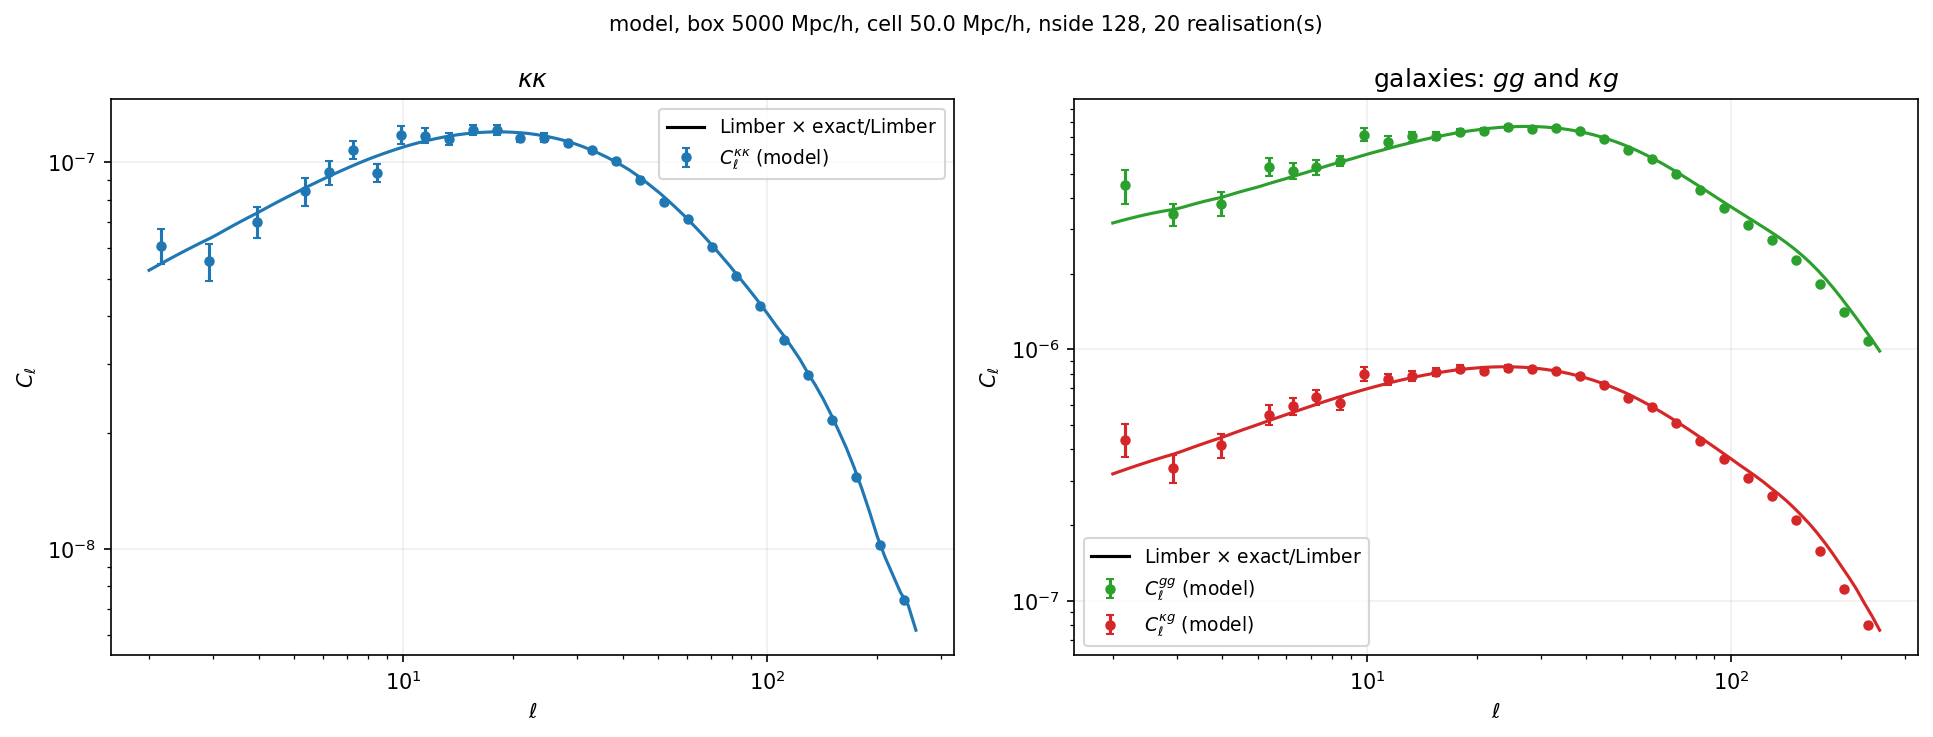 model, box 5000 Mpc/h, cell 50.0 Mpc/h, nside 128, 20 realisation(s)
κκ
Limber × exact/Limber
C_ℓ^{κκ} (model)
10^{-7}
10^{-8}
C_ℓ
10^1
10^2
ℓ
galaxies: gg and κg
10^{-6}
10^{-7}
C_ℓ
Limber × exact/Limber
C_ℓ^{gg} (model)
C_ℓ^{κg} (model)
10^1
10^2
ℓ